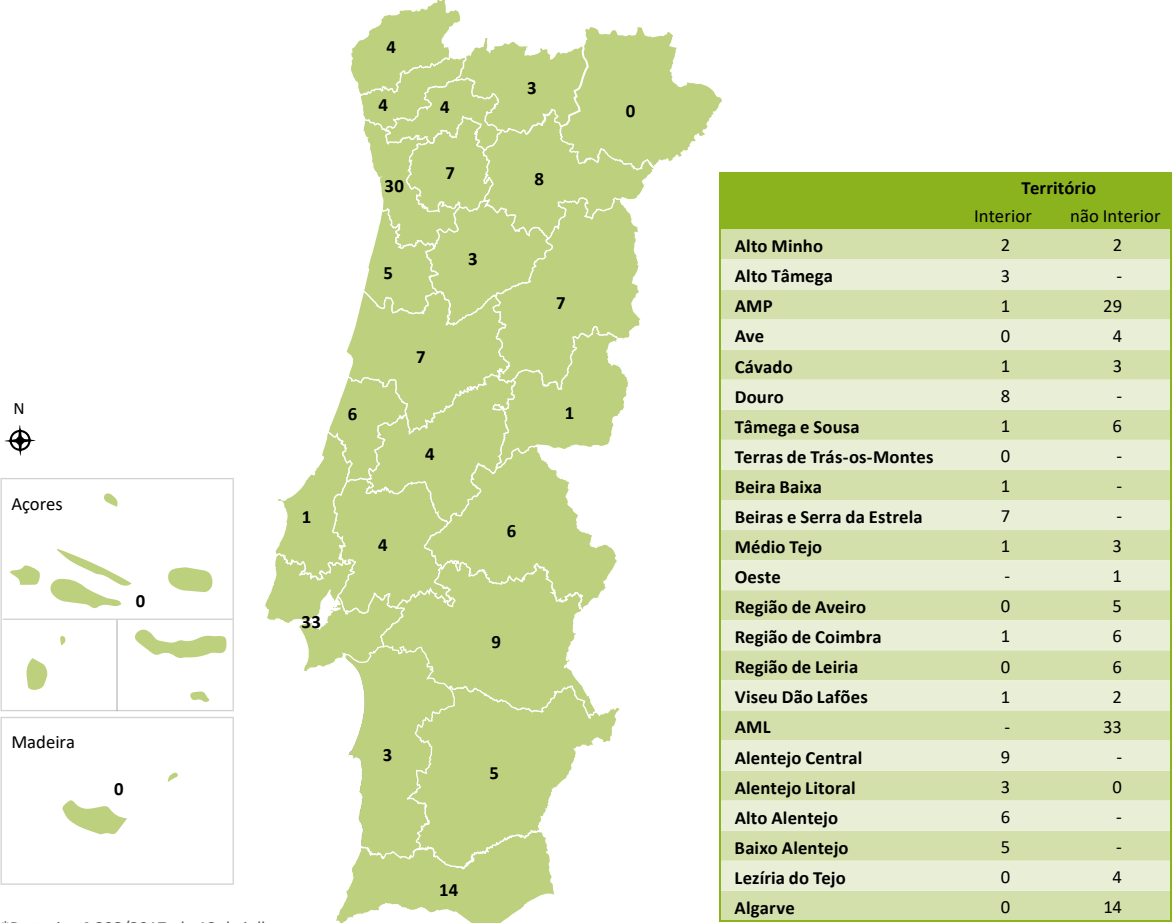 4
3
4
4
0
7
8
30
3
5
7
7
6
1
4
1
6
4
33
9
3
5
14
N
Açores
0
Madeira
0
Território
Interior não Interior
Alto Minho 2 2
Alto Tâmega 3 -
AMP 1 29
Ave 0 4
Cávado 1 3
Douro 8 -
Tâmega e Sousa 1 6
Terras de Trás-os-Montes 0 -
Beira Baixa 1 -
Beiras e Serra da Estrela 7 -
Médio Tejo 1 3
Oeste - 1
Região de Aveiro 0 5
Região de Coimbra 1 6
Região de Leiria 0 6
Viseu Dão Lafões 1 2
AML - 33
Alentejo Central 9 -
Alentejo Litoral 3 0
Alto Alentejo 6 -
Baixo Alentejo 5 -
Lezíria do Tejo 0 4
Algarve 0 14